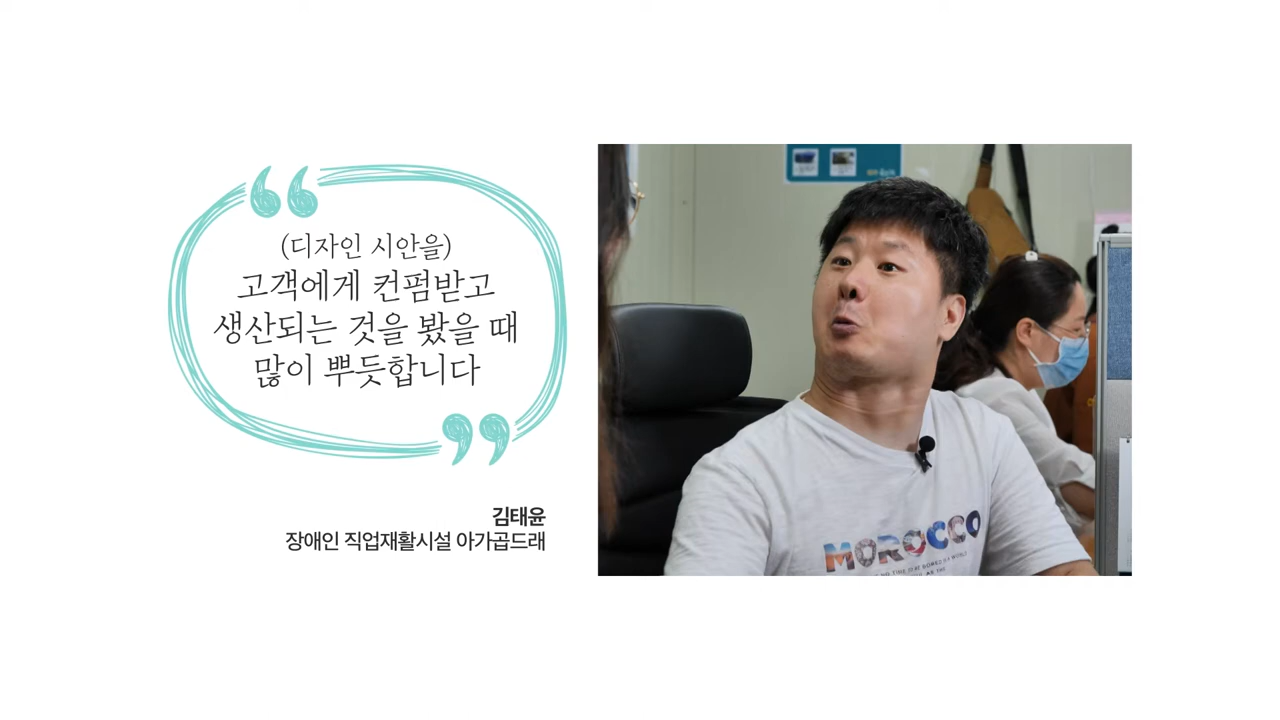 (디자인 시안을)
고객에게 컨펌받고
생산되는 것을 봤을 때
많이 뿌듯합니다
김태윤
장애인 직업재활시설 아가곱드래
MOROCCO